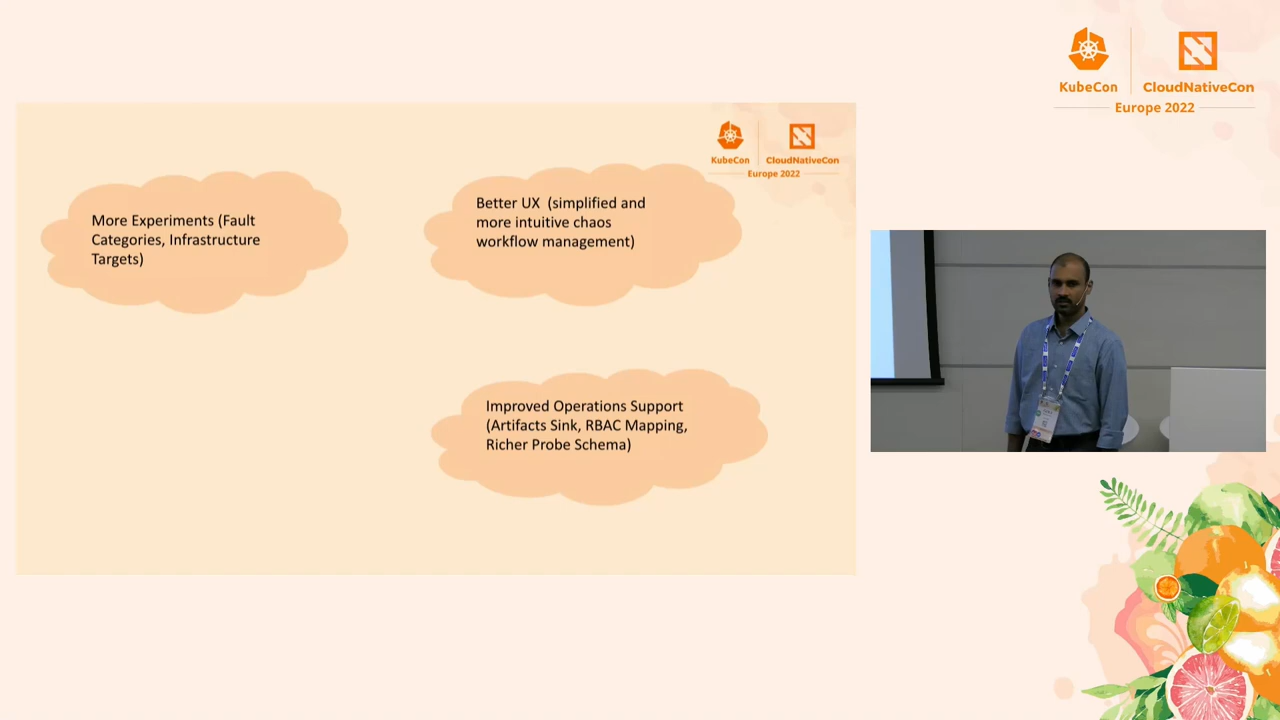 KubeCon
CloudNativeCon
Europe 2022
KubeCon
CloudNativeCon
Europe 2022
More Experiments (Fault
Categories, Infrastructure
Targets)
Better UX (simplified and
more intuitive chaos
workflow management)
Improved Operations Support
(Artifacts Sink, RBAC Mapping,
Richer Probe Schema)